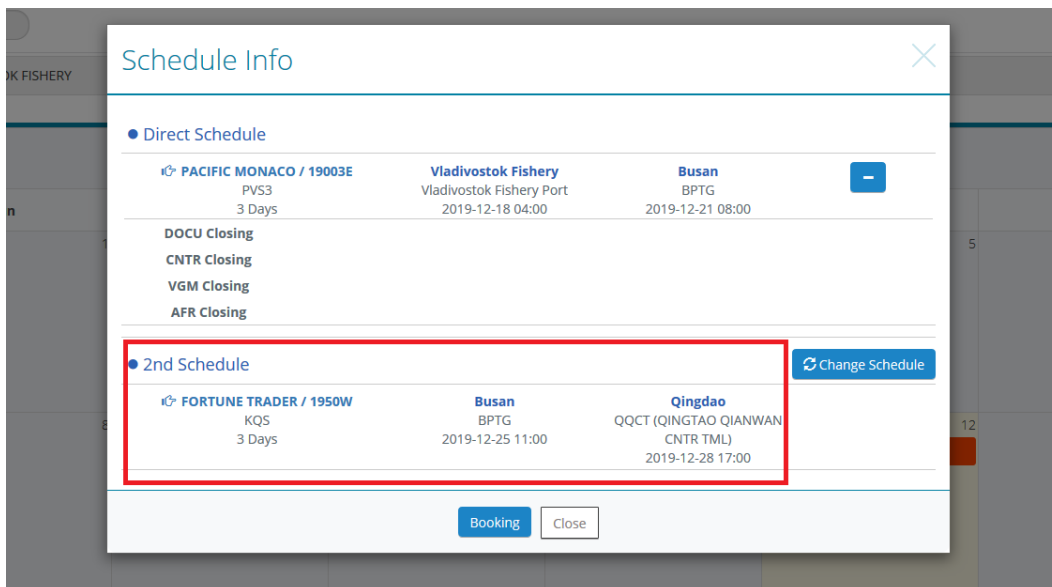 Schedule Info
OK FISHERY
Direct Schedule
PACIFIC MONACO / 19003E
PVS3
3 Days
Vladivostok Fishery
Vladivostok Fishery Port
2019-12-18 04:00
Busan
BPTG
2019-12-21 08:00
DOCU Closing
CNTR Closing
VGM Closing
AFR Closing
2nd Schedule
Change Schedule
FORTUNE TRADER / 1950W
KQS
3 Days
Busan
BPTG
2019-12-25 11:00
Qingdao
QQCT (QINGTAO QIANWAN
CNTR TML)
2019-12-28 17:00
Booking
Close
n
1
5
8
12